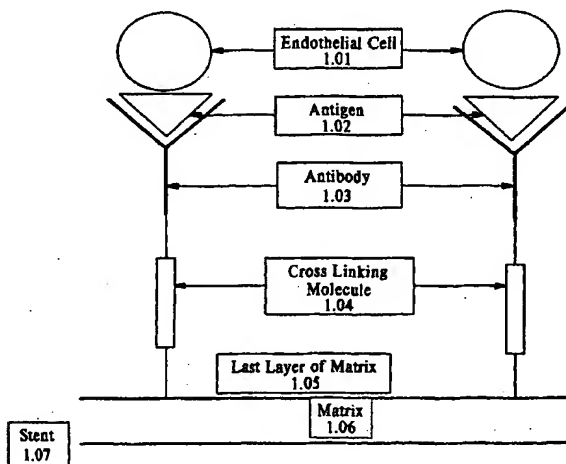 Endothelial Cell
1.01
Antigen
1.02
Antibody
1.03
Cross Linking
Molecule
1.04
Last Layer of Matrix
1.05
Matrix
1.06
Stent
1.07